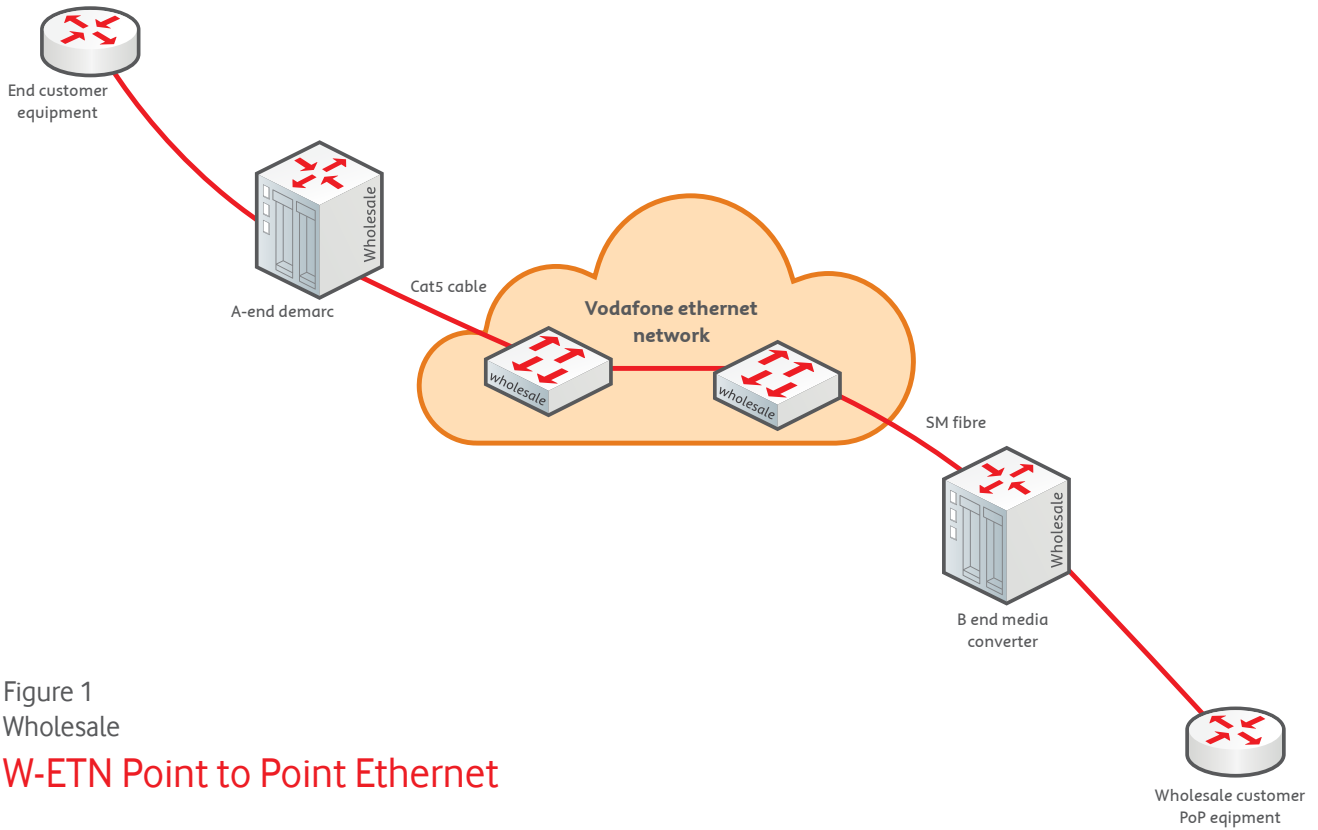 End customer
equipment
Wholesale
A-end demarc
Cat5 cable
Vodafone ethernet
network
wholesale
wholesale
SM fibre
Wholesale
B end media
converter
Figure 1
Wholesale
W-ETN Point to Point Ethernet
Wholesale customer
PoP eqipment